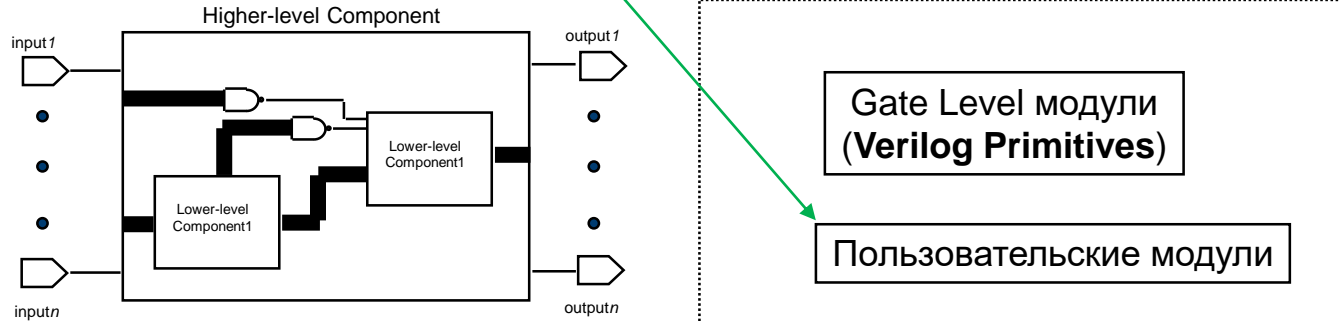 Higher-level Component
input1
output1
Lower-level
Component1
Lower-level
Component1
inputn
outputn
Gate Level модули
(Verilog Primitives)
Пользовательские модули